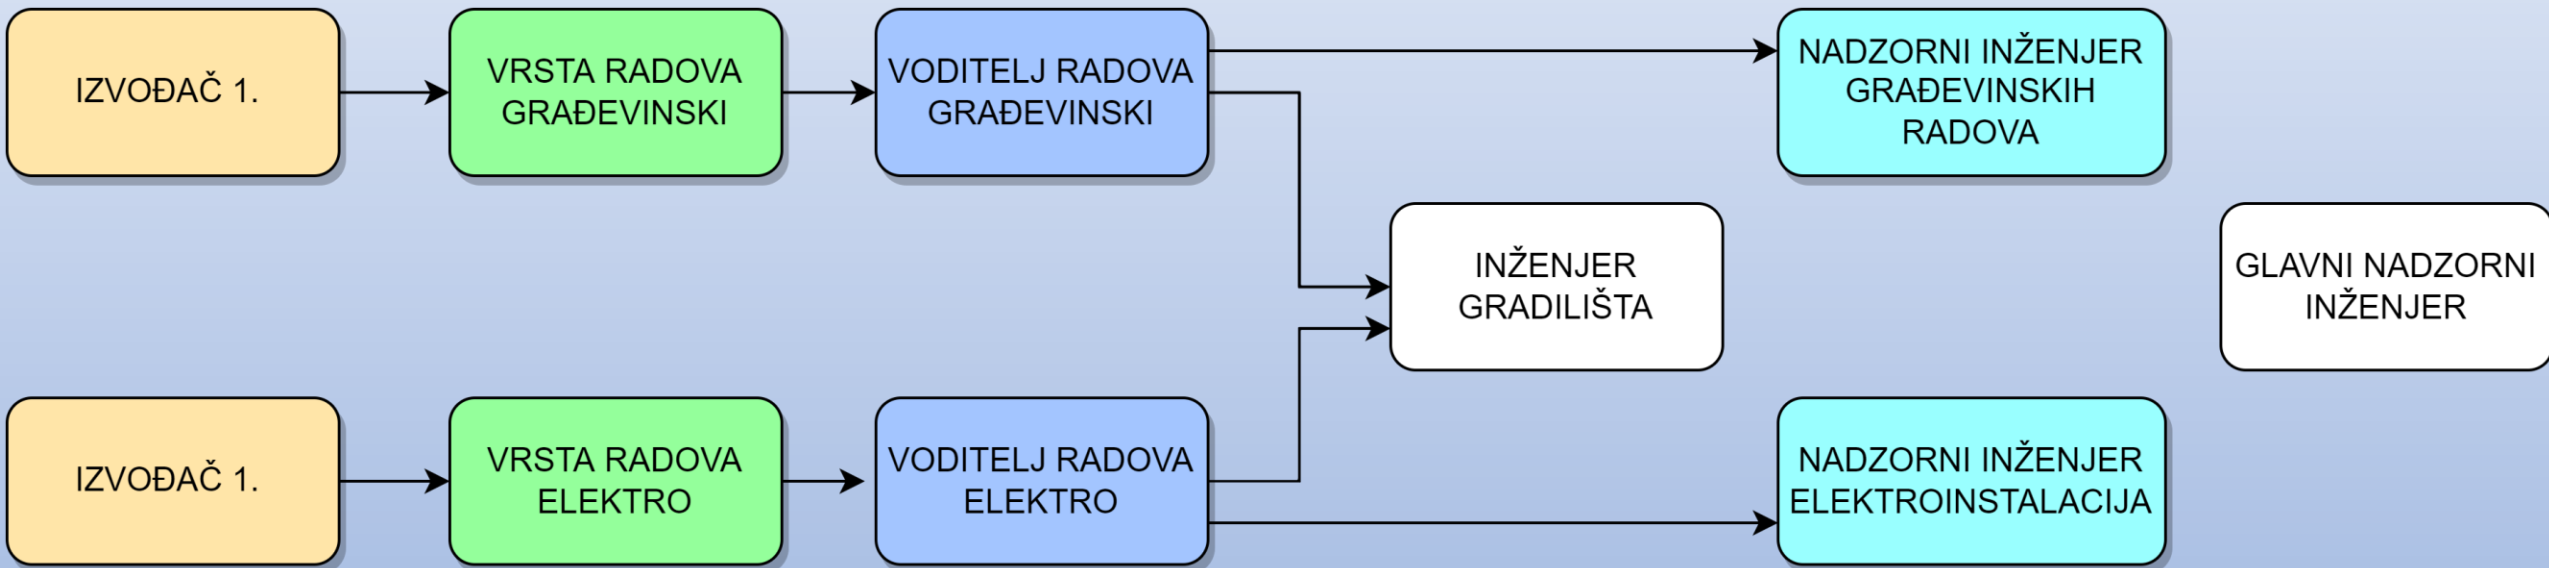 IZVOĐAČ 1.
VRSTA RADOVA
GRAĐEVINSKI
VODITELJ RADOVA
GRAĐEVINSKI
NADZORNI INŽENJER
GRAĐEVINSKIH
RADOVA
INŽENJER
GRADILIŠTA
GLAVNI NADZORNI
INŽENJER
IZVOĐAČ 1.
VRSTA RADOVA
ELEKTRO
VODITELJ RADOVA
ELEKTRO
NADZORNI INŽENJER
ELEKTROINSTALACIJA